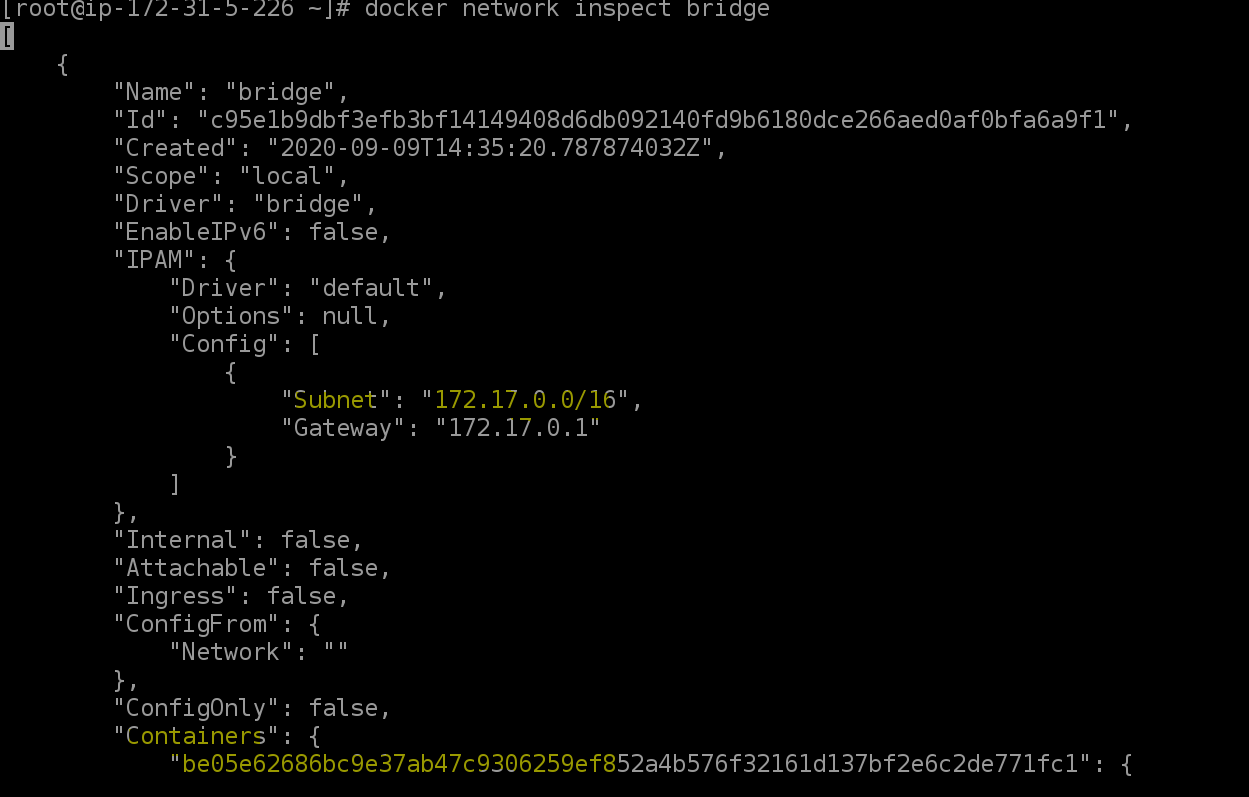 [root@ip-172-31-5-226 ~]# docker network inspect bridge
[
    {
        "Name": "bridge",
        "Id": "c95e1b9dbf3efb3bf14149408d6db092140fd9b6180dce266aed0af0bfa6a9f1",
        "Created": "2020-09-09T14:35:20.787874032Z",
        "Scope": "local",
        "Driver": "bridge",
        "EnableIPv6": false,
        "IPAM": {
            "Driver": "default",
            "Options": null,
            "Config": [
                {
                    "Subnet": "172.17.0.0/16",
                    "Gateway": "172.17.0.1"
                }
            ]
        },
        "Internal": false,
        "Attachable": false,
        "Ingress": false,
        "ConfigFrom": {
            "Network": ""
        },
        "ConfigOnly": false,
        "Containers": {
            "be05e62686bc9e37ab47c9306259ef852a4b576f32161d137bf2e6c2de771fc1": {